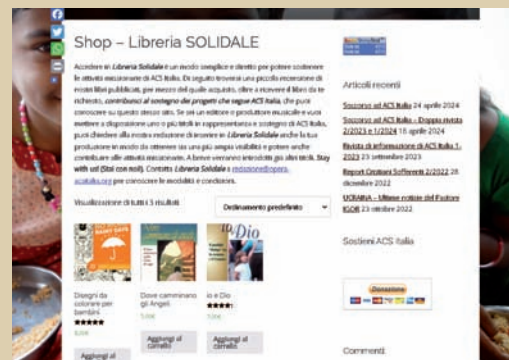 Shop – Libreria SOLIDALE
Accedere in Libreria Solidale è un modo semplice e diretto per potere sostenere
le attività missionarie di ACS Italia. Di seguito troverai una piccola recensione di
nostri libri pubblicati, per mezzo del quale acquisto, oltre a ricevere il libro da te
richiesto, contribuisci al sostegno dei progetti che segue ACS Italia, che puoi
conoscere su questo stesso sito. Se sei un editore o produttore musicale e vuoi
mettere a disposizione uno o più titoli in rappresentanza e sostegno di ACS Italia,
puoi chiedere alla nostra redazione di inserire in Libreria Solidale anche la tua
produzione in modo da ottenere sia una più ampia visibilità e potere anche
contribuire alle attività missionarie. A breve verranno introdotti gli altri titoli. Stay
with us! (Stai con noi!). Contatta Libreria Solidale a redazione@opera-
acsitalia.org per conoscere le modalità e condizioni.
Visualizzazione di tutti i 3 risultati
Ordinamento predefinito
Disegni da
colorare per
bambini
Aggiungi al
Dove camminano
gli Angeli
Aggiungi al
carrello
io e Dio
Aggiungi al
carrello
Articoli recenti
Soccorso ad ACS Italia 24 aprile 2024
Soccorso ad ACS Italia – Doppia rivista
2/2023 e 1/2024 18 aprile 2024
Rivista di informazione di ACS Italia 1-
2023 23 settembre 2023
Report Cristiani Sofferenti 2/2022 28
dicembre 2022
UCRAINA – Ultime notizie del Pastore
IGOR 23 ottobre 2022
Sostieni ACS italia
Donazione
Commenti